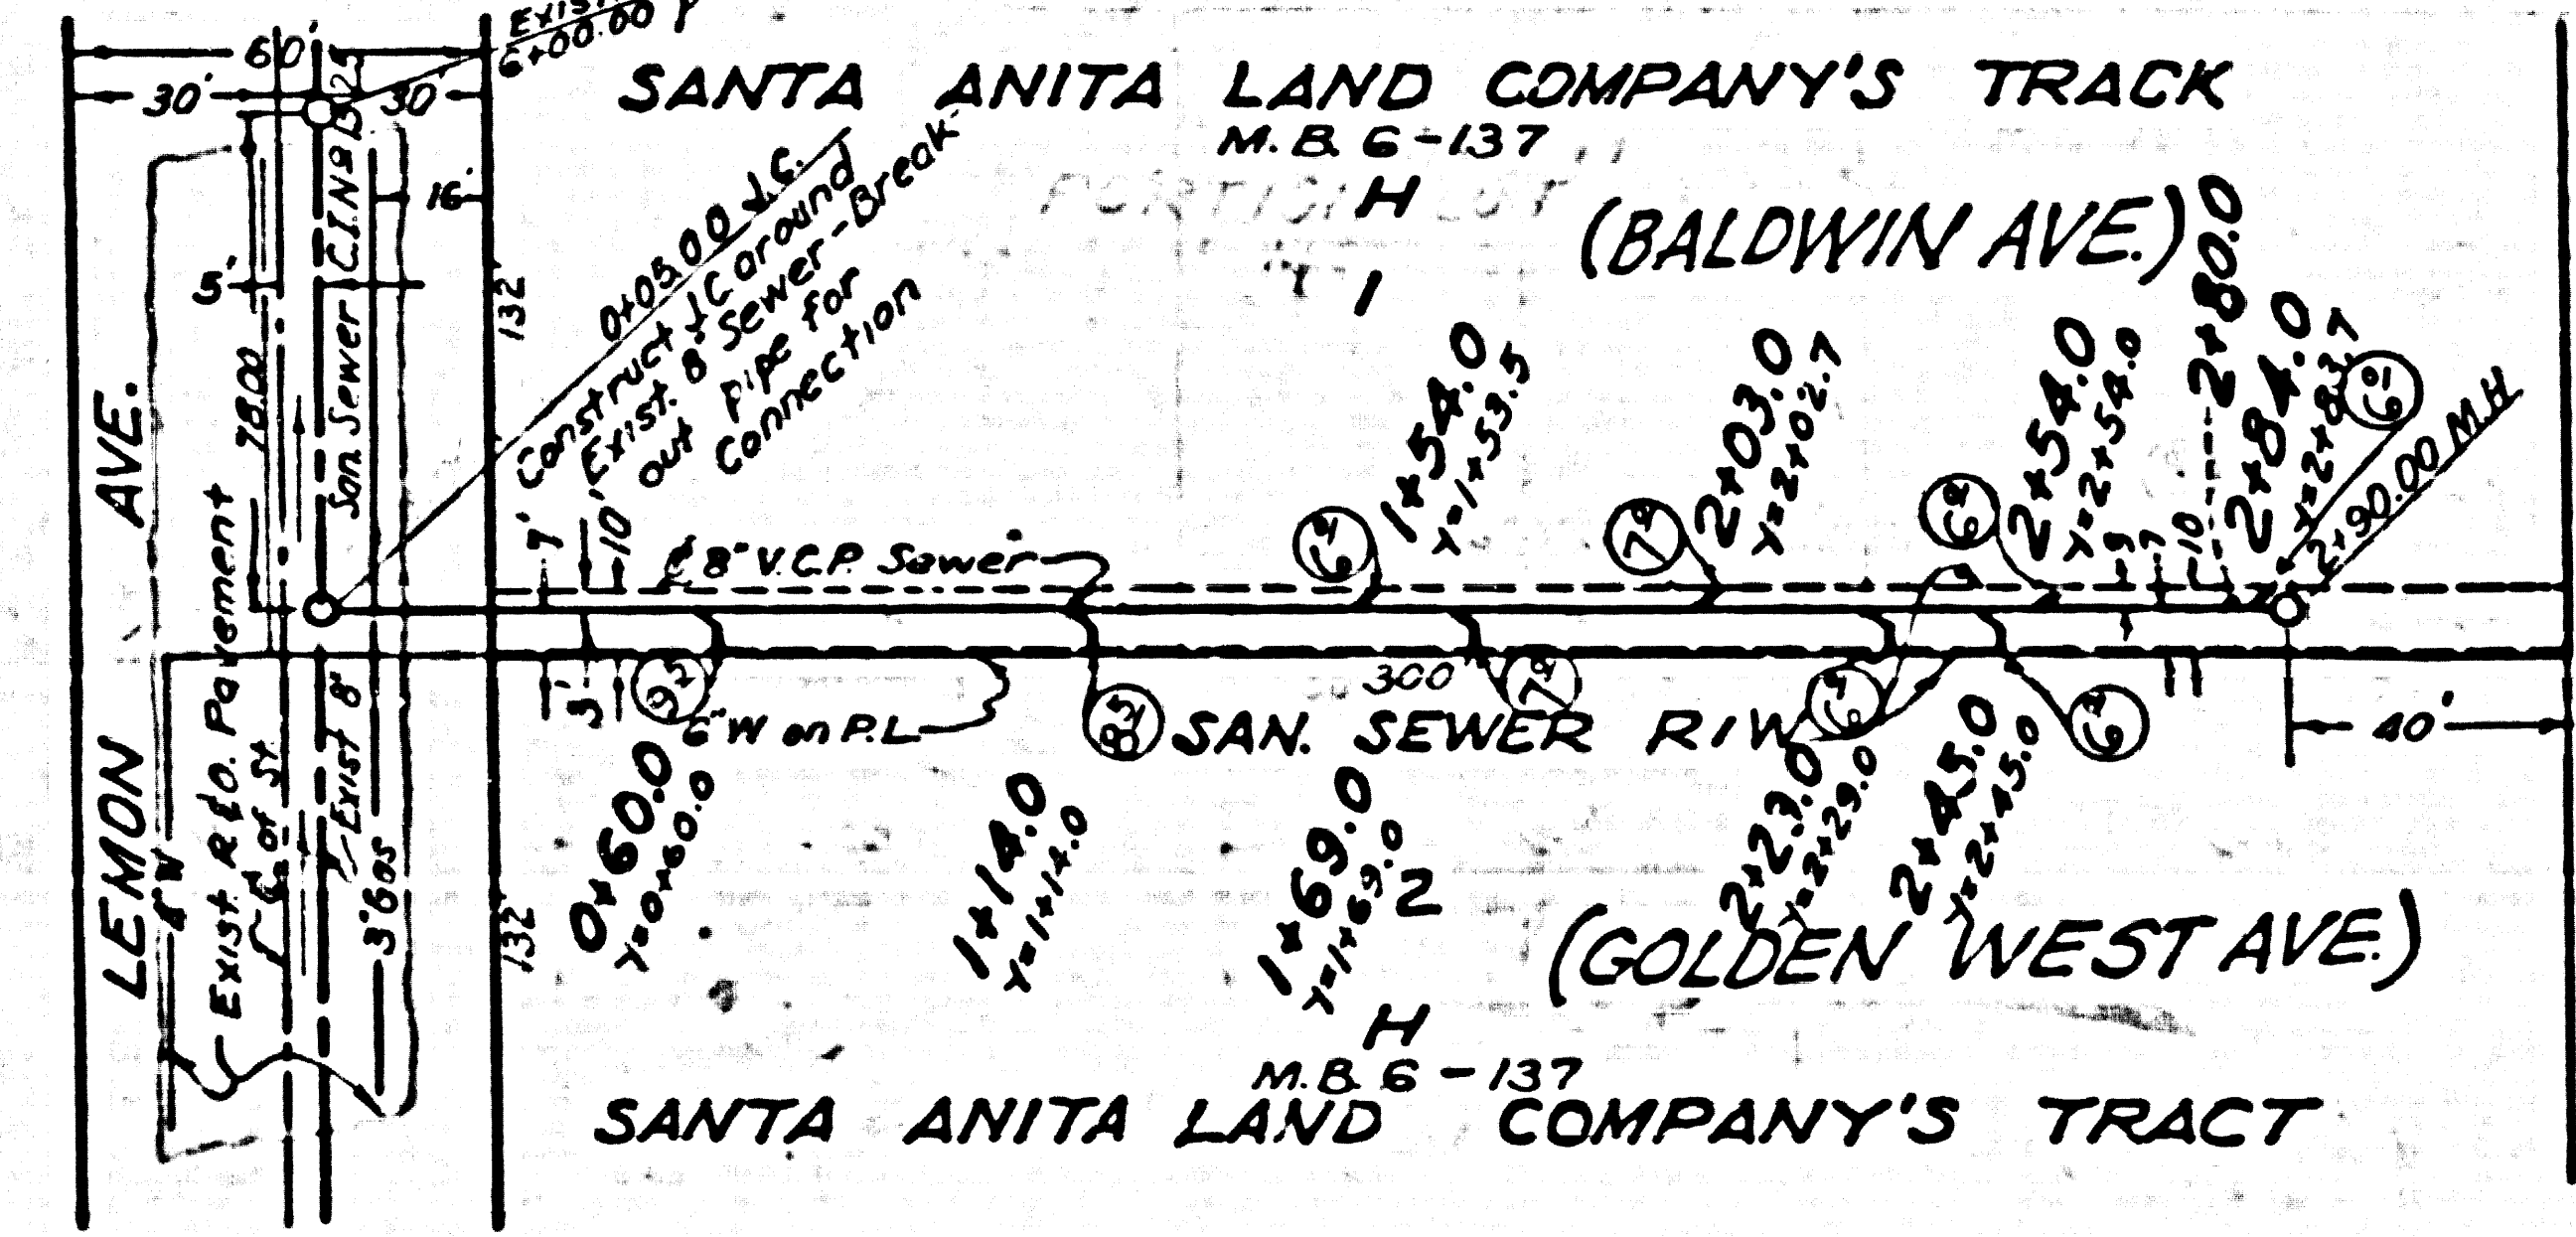 60'
30'
30'
6+00.00
SANTA ANITA LAND COMPANY'S TRACK
M. B. 6-137
H
1
(BALDWIN AVE.)
16'
5'
132'
78.00
San. Sewer C.I. Nº
0+05.00 J.C.
Construct J.C around
Exist. 8" Sewer-Break-
out pipe for
Connection
1+54.0
Y=1+53.5
2+03.0
Y=2+02.7
2+54.0
Y=2+54.0
2+80.0
2+84.0
2+90.00 M.H
7'
10'
℄ 8" V.C.P. Sewer
9
7
10
LEMON AVE.
Exist. R & O. Pavement
℄ of St
Exist 8"
8"W
3"Gas
5'
6"W on P.L.
300
SAN. SEWER R/W
40'
0+60.0
Y=0+60.0
1+14.0
Y=1+14.0
1+69.0
Y=1+69.0
2
2+23.0
Y=2+29.0
2+45.0
Y=2+45.0
132'
(GOLDEN WEST AVE.)
H
M.B. 6-137
SANTA ANITA LAND COMPANY'S TRACT